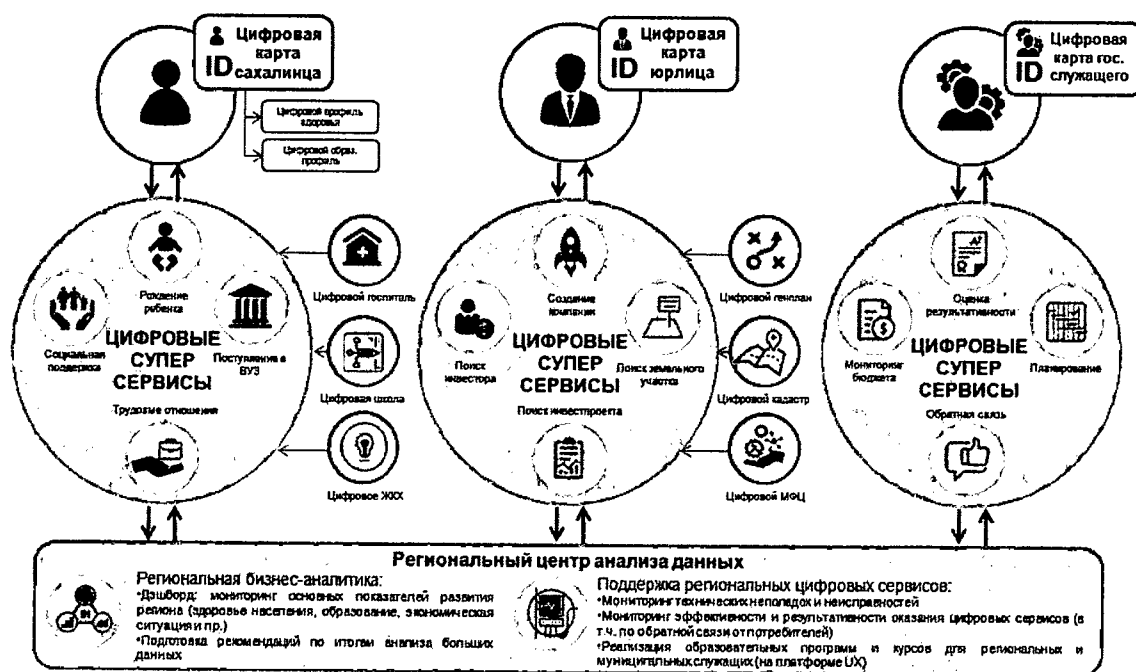 Цифровая
карта
ID сахалинца
Цифровой профиль
здоровья
Цифровой образ.
профиль
Цифровая
карта
ID юрлица
Цифровая
карта гос.
ID служащего
Рождение
ребенка
Социальная
поддержка
Поступление в
ВУЗ
ЦИФРОВЫЕ
СУПЕР
СЕРВИСЫ
Трудовые отношения
Цифровой госпиталь
Цифровая школа
Цифровое ЖКХ
Создание
компании
Поиск
инвестора
Поиск земельного
участка
ЦИФРОВЫЕ
СУПЕР
СЕРВИСЫ
Поиск инвестпроекта
Цифровой генплан
Цифровой кадастр
Цифровой МФЦ
Оценка
результативности
Мониторинг
бюджета
Планирование
ЦИФРОВЫЕ
СУПЕР
СЕРВИСЫ
Обратная связь
Региональный центр анализа данных
Региональная бизнес-аналитика:
•Дэшборд: мониторинг основных показателей развития
региона (здоровье населения, образование, экономическая
ситуация и пр.)
•Подготовка рекомендаций по итогам анализа больших
данных
Поддержка региональных цифровых сервисов:
•Мониторинг технических неполадок и неисправностей
•Мониторинг эффективности и результативности оказания цифровых сервисов (в
т.ч. по обратной связи от потребителей)
•Реализация образовательных программ и курсов для региональных и
муниципальных служащих (на платформе UX)